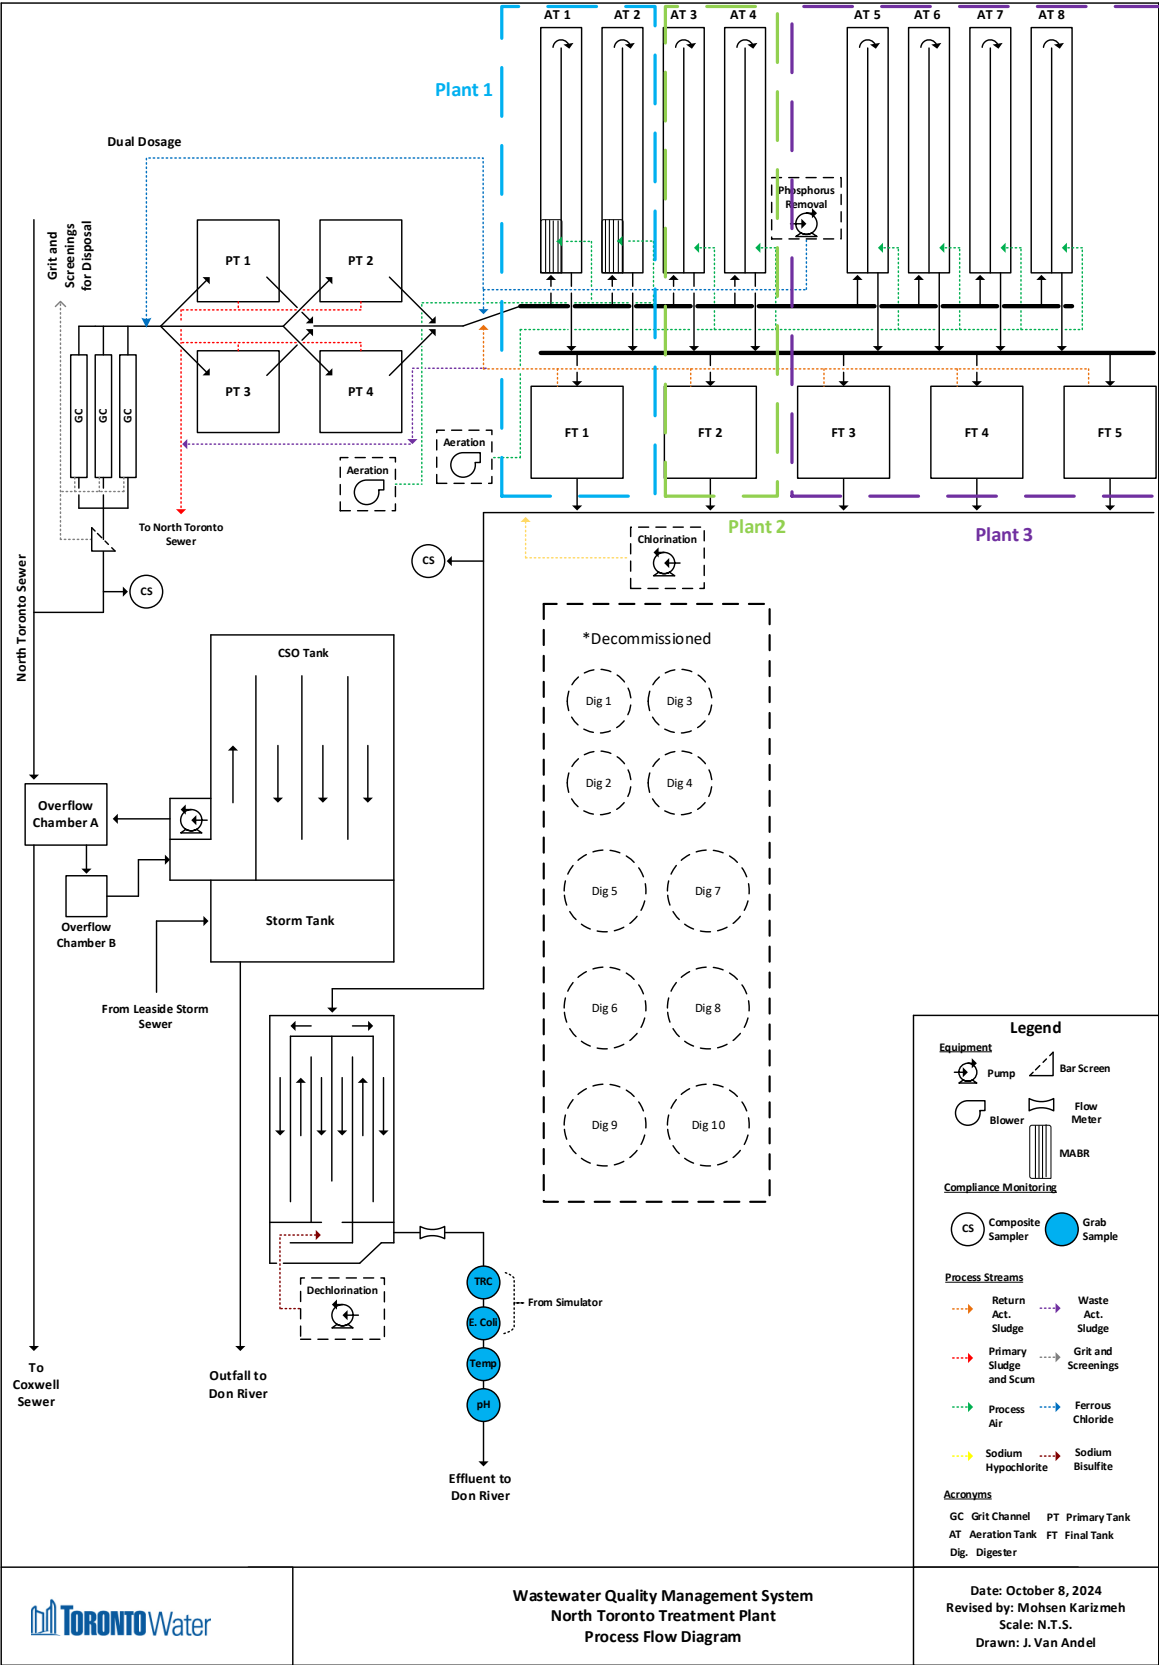 AT 1
AT 2
AT 3
AT 4
AT 5
AT 6
AT 7
AT 8
Plant 1
Dual Dosage
Phosphorus
Removal
Grit and
Screenings
for Disposal
PT 1
PT 2
PT 3
PT 4
GC
GC
GC
Aeration
Aeration
FT 1
FT 2
FT 3
FT 4
FT 5
To North Toronto
Sewer
Plant 2
Plant 3
Chlorination
CS
CS
North Toronto Sewer
CSO Tank
*Decommissioned
Dig 1
Dig 3
Dig 2
Dig 4
Dig 5
Dig 7
Dig 6
Dig 8
Dig 9
Dig 10
Overflow
Chamber A
Overflow
Chamber B
Storm Tank
From Leaside Storm
Sewer
Dechlorination
TRC
E. Coli
Temp
pH
From Simulator
To
Coxwell
Sewer
Outfall to
Don River
Effluent to
Don River
Legend
Equipment
Pump
Bar Screen
Blower
Flow
Meter
MABR
Compliance Monitoring
CS
Composite
Sampler
Grab
Sample
Process Streams
Return
Act.
Sludge
Waste
Act.
Sludge
Primary
Sludge
and Scum
Grit and
Screenings
Process
Air
Ferrous
Chloride
Sodium
Hypochlorite
Sodium
Bisulfite
Acronyms
GC Grit Channel PT Primary Tank
AT Aeration Tank FT Final Tank
Dig. Digester
TORONTO Water
Wastewater Quality Management System
North Toronto Treatment Plant
Process Flow Diagram
Date: October 8, 2024
Revised by: Mohsen Karizmeh
Scale: N.T.S.
Drawn: J. Van Andel